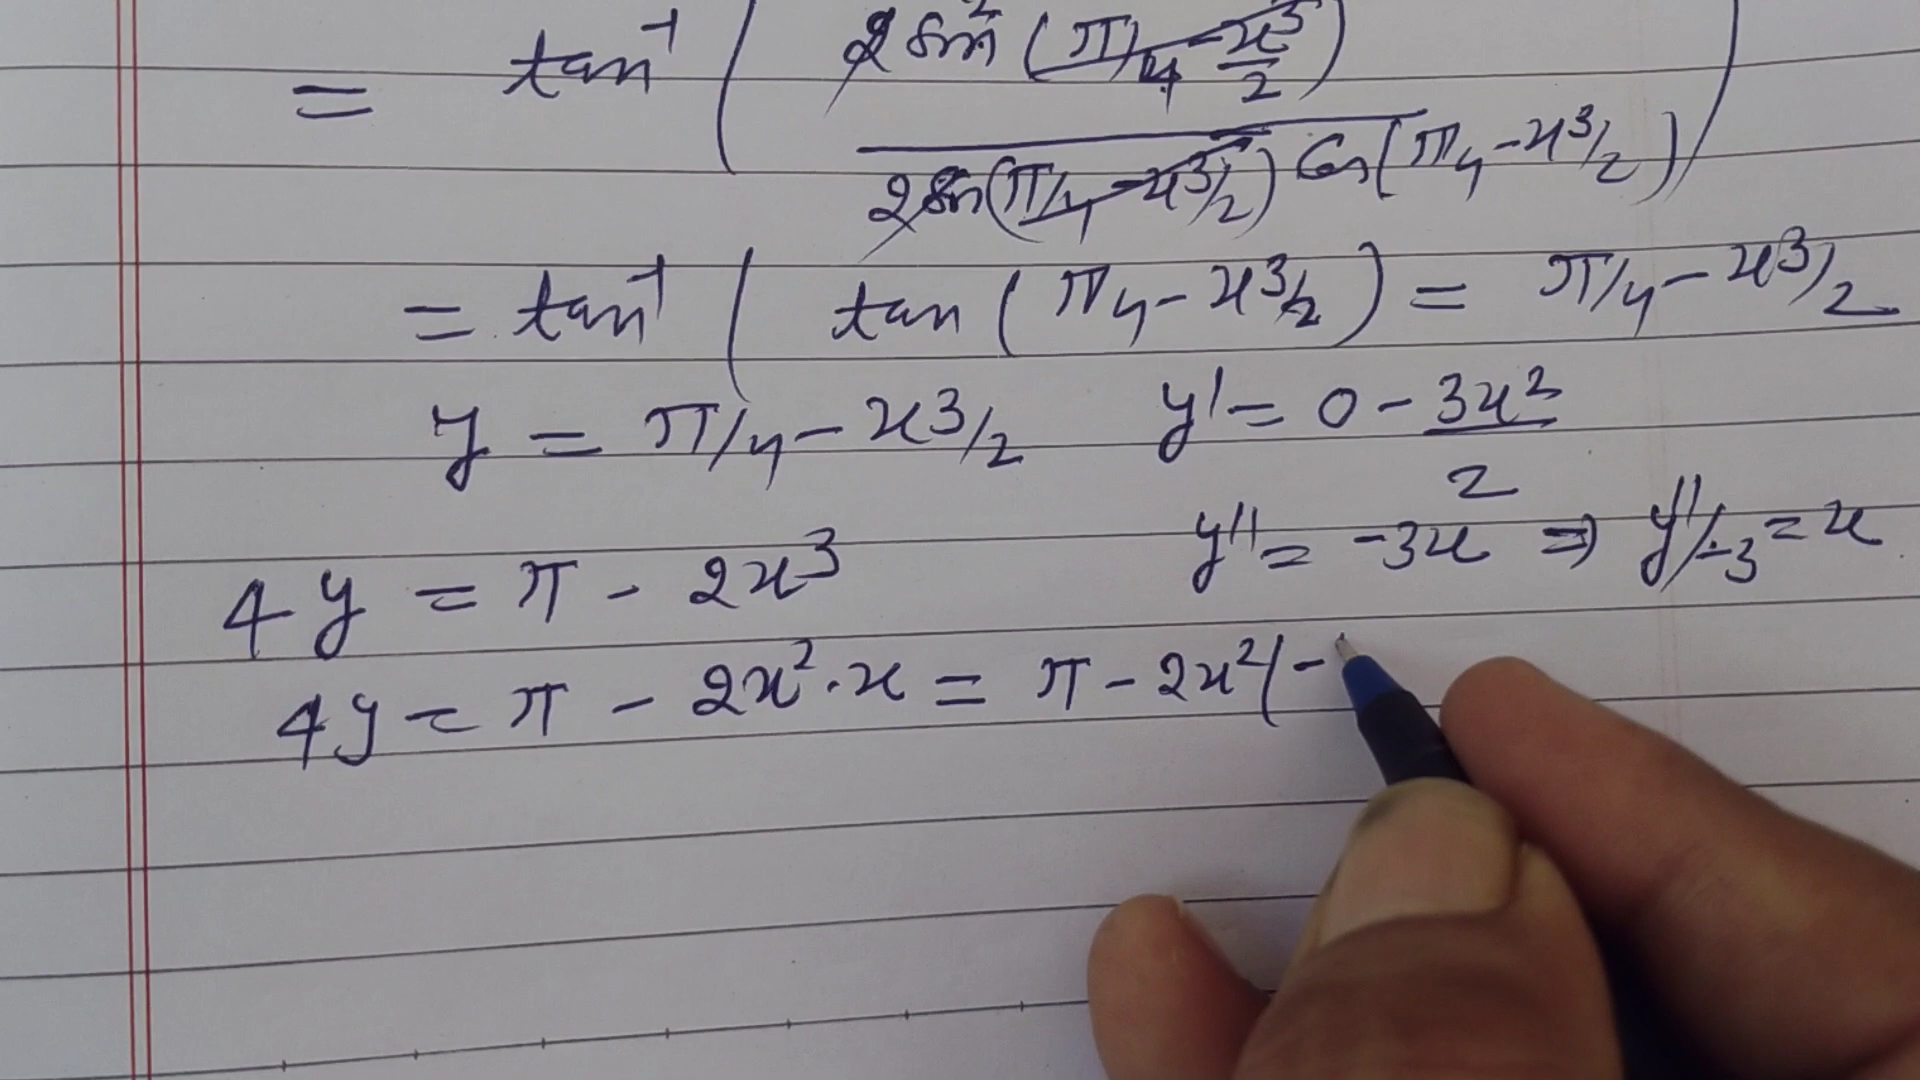 = tan⁻¹ ( 2 sin² (π/4 - x³/2)
2 sin (π/4 - x³/2) Cos (π/4 - x³/2) )
= tan⁻¹ ( tan ( π/4 - x³/2 ) = π/4 - x³/2
y = π/4 - x³/2 y' = 0 - 3x²/2
4y = π - 2x³ y'' = -3x ⇒ y''/-3 = x
4y = π - 2x².x = π - 2x² ( -